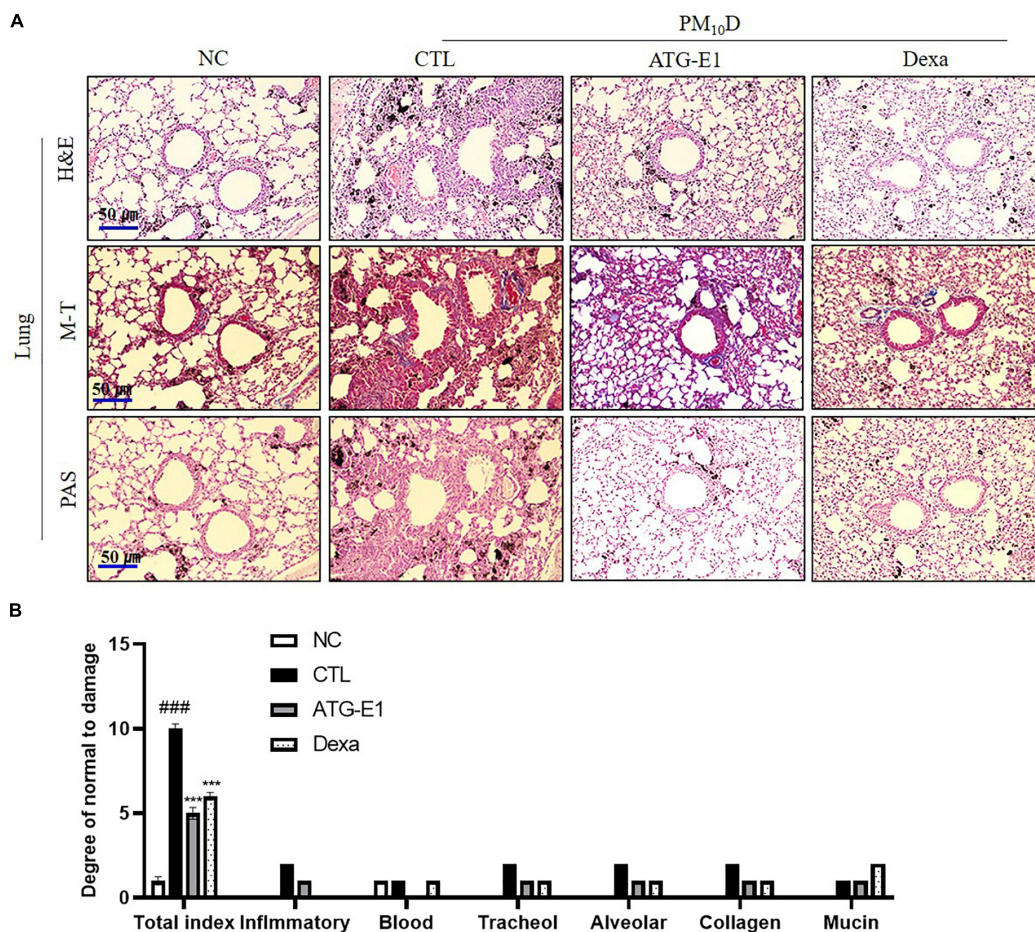 A
PM₁₀D
NC CTL ATG-E1 Dexa
Lung
H&E
50 μm
M-T
50 μm
PAS
50 μm
B
Degree of normal to damage
15
10
5
0
NC
CTL
ATG-E1
Dexa
###
***
***
Total index Inflmmatory Blood Tracheol Alveolar Collagen Mucin